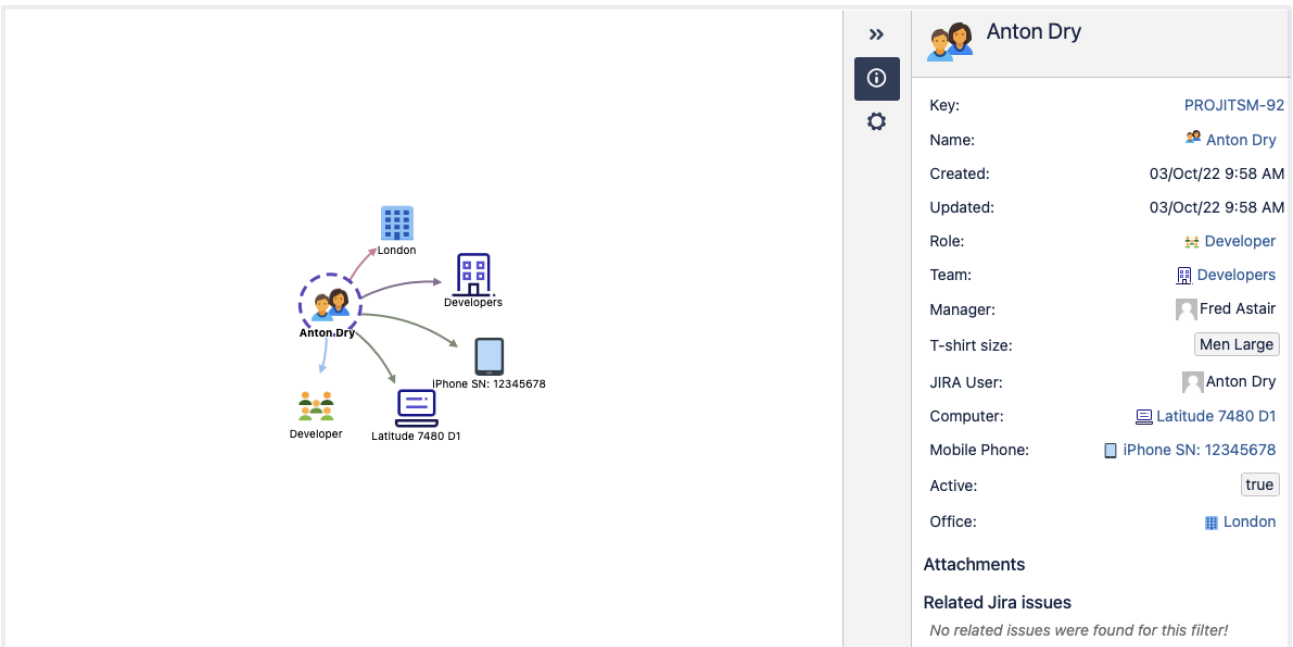 London
Developers
Anton Dry
iPhone SN: 12345678
Developer
Latitude 7480 D1
Anton Dry
Key: PROJITSM-92
Name: Anton Dry
Created: 03/Oct/22 9:58 AM
Updated: 03/Oct/22 9:58 AM
Role: Developer
Team: Developers
Manager: Fred Astair
T-shirt size: Men Large
JIRA User: Anton Dry
Computer: Latitude 7480 D1
Mobile Phone: iPhone SN: 12345678
Active: true
Office: London
Attachments
Related Jira issues
No related issues were found for this filter!